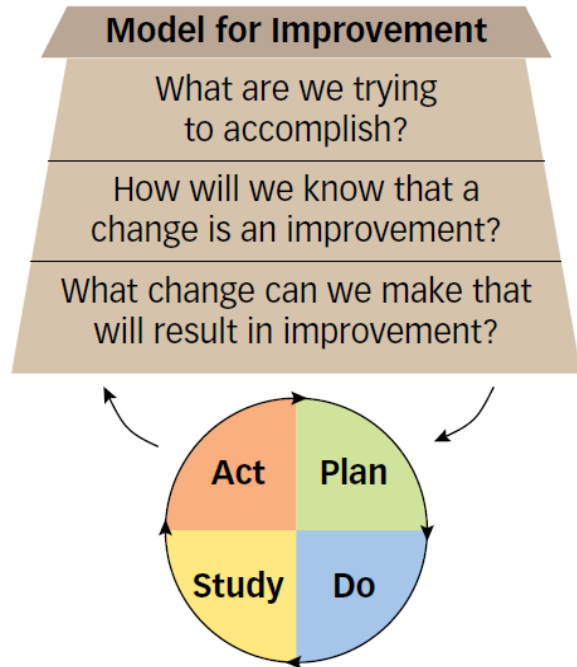 Model for Improvement
What are we trying
to accomplish?
How will we know that a
change is an improvement?
What change can we make that
will result in improvement?
Act
Plan
Study
Do